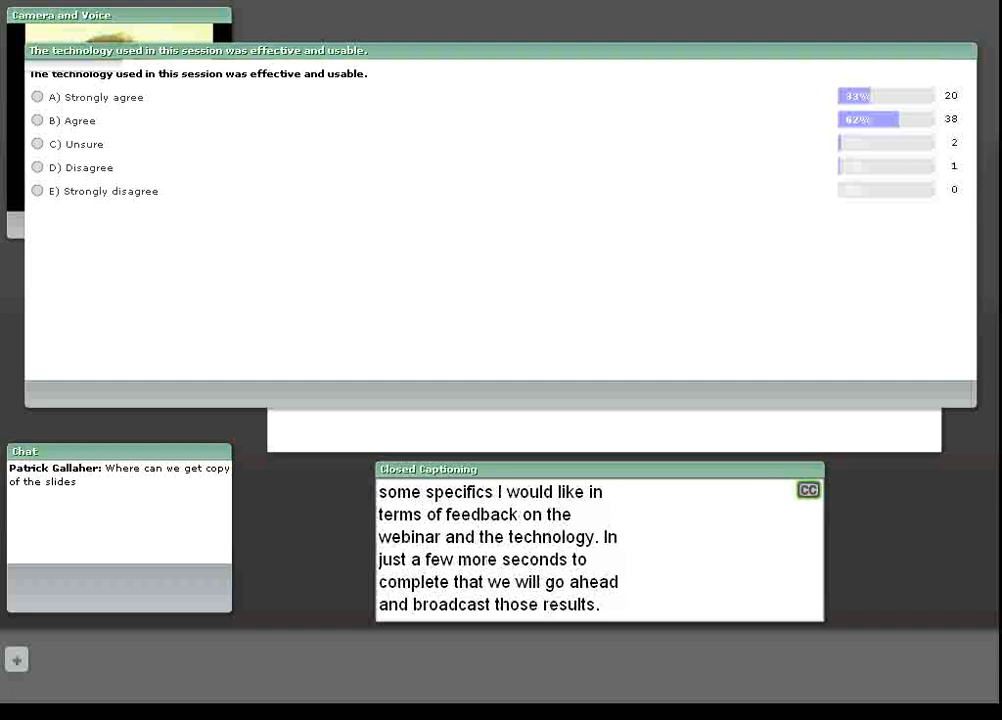 Camera and Voice
The technology used in this session was effective and usable.
The technology used in this session was effective and usable.
A) Strongly agree 33% 20
B) Agree 62% 38
C) Unsure 2
D) Disagree 1
E) Strongly disagree 0
Chat
Patrick Gallaher: Where can we get copy
of the slides
Closed Captioning
CC
some specifics I would like in
terms of feedback on the
webinar and the technology. In
just a few more seconds to
complete that we will go ahead
and broadcast those results.